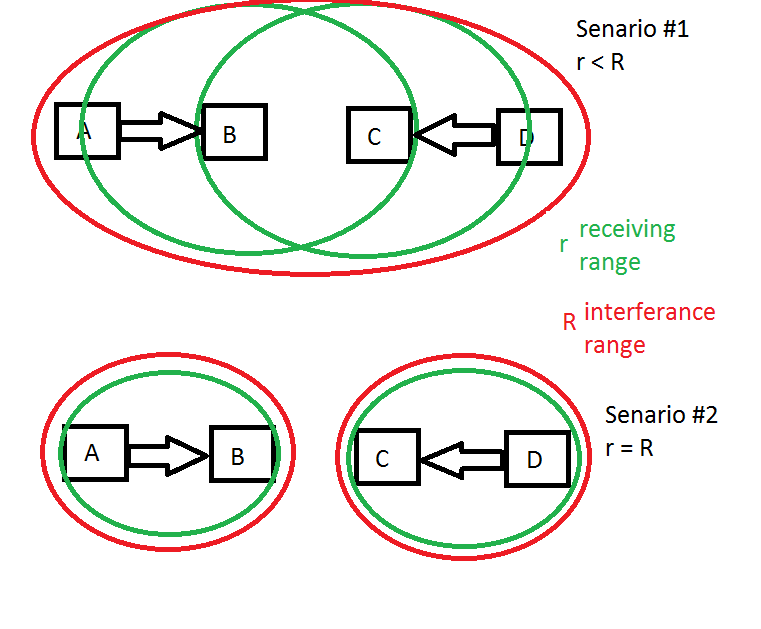 Senario #1
r < R
A
B
C
D
r receiving
range
R interferance
range
Senario #2
r = R
A
B
C
D